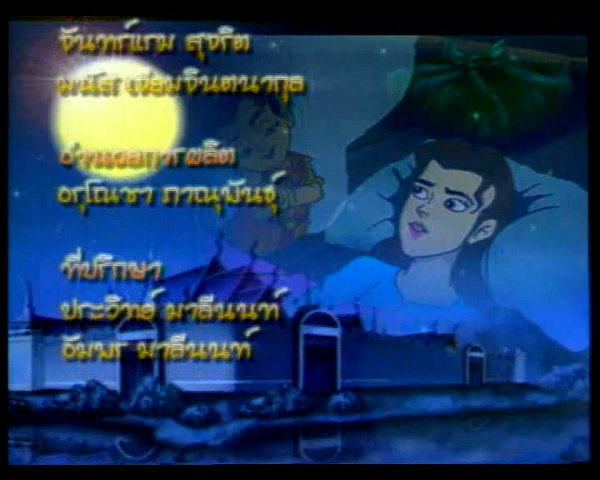 จันทร์แรม สุจริต
มนัส เจียมจินตนากุล
อำนวยการผลิต
อรุโณชา ภาณุพันธุ์
ที่ปรึกษา
ประวิทย์ มาลีนนท์
อัมพร มาลีนนท์